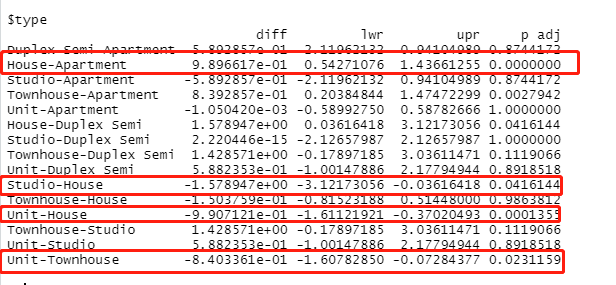 $type
diff lwr upr p adj
Duplex Semi-Apartment -5.892857e-01 -2.11962132 0.94104989 0.8744172
House-Apartment 9.896617e-01 0.54271076 1.43661255 0.0000000
Studio-Apartment -5.892857e-01 -2.11962132 0.94104989 0.8744172
Townhouse-Apartment 8.392857e-01 0.20384844 1.47472299 0.0027942
Unit-Apartment -1.050420e-03 -0.58992750 0.58782666 1.0000000
House-Duplex Semi 1.578947e+00 0.03616418 3.12173056 0.0416144
Studio-Duplex Semi 2.220446e-15 -2.12657987 2.12657987 1.0000000
Townhouse-Duplex Semi 1.428571e+00 -0.17897185 3.03611471 0.1119066
Unit-Duplex Semi 5.882353e-01 -1.00147886 2.17794944 0.8918518
Studio-House -1.578947e+00 -3.12173056 -0.03616418 0.0416144
Townhouse-House -1.503759e-01 -0.81523188 0.51448000 0.9863812
Unit-House -9.907121e-01 -1.61121921 -0.37020493 0.0001355
Townhouse-Studio 1.428571e+00 -0.17897185 3.03611471 0.1119066
Unit-Studio 5.882353e-01 -1.00147886 2.17794944 0.8918518
Unit-Townhouse -8.403361e-01 -1.60782850 -0.07284377 0.0231159